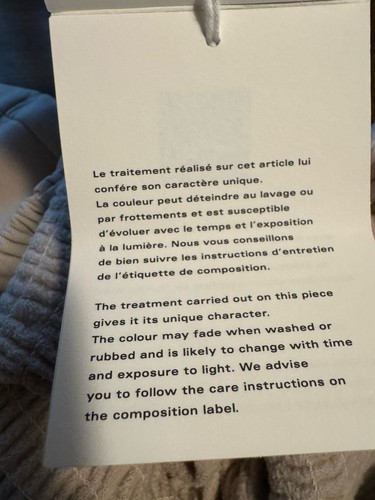 Le traitement réalisé sur cet article lui
confére son caractère unique.
La couleur peut déteindre au lavage ou
par frottements et est susceptible
d'évoluer avec le temps et l'exposition
à la lumière. Nous vous conseillons
de bien suivre les instructions d'entretien
de l'étiquette de composition.
The treatment carried out on this piece
gives it its unique character.
The colour may fade when washed or
rubbed and is likely to change with time
and exposure to light. We advise
you to follow the care instructions on
the composition label.